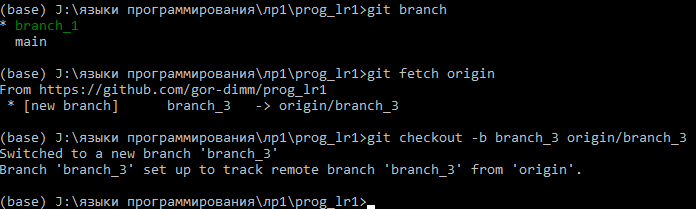 (base) J:\языки программирования\лр1\prog_lr1>git branch
* branch_1
  main
(base) J:\языки программирования\лр1\prog_lr1>git fetch origin
From https://github.com/gor-dimm/prog_lr1
 * [new branch]      branch_3   -> origin/branch_3
(base) J:\языки программирования\лр1\prog_lr1>git checkout -b branch_3 origin/branch_3
Switched to a new branch 'branch_3'
Branch 'branch_3' set up to track remote branch 'branch_3' from 'origin'.
(base) J:\языки программирования\лр1\prog_lr1>